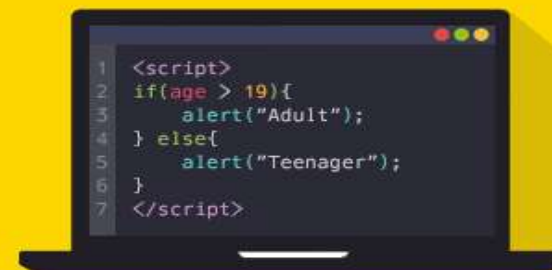 1 <script>
2 if(age > 19){
3 alert("Adult");
4 } else{
5 alert("Teenager");
6 }
7 </script>